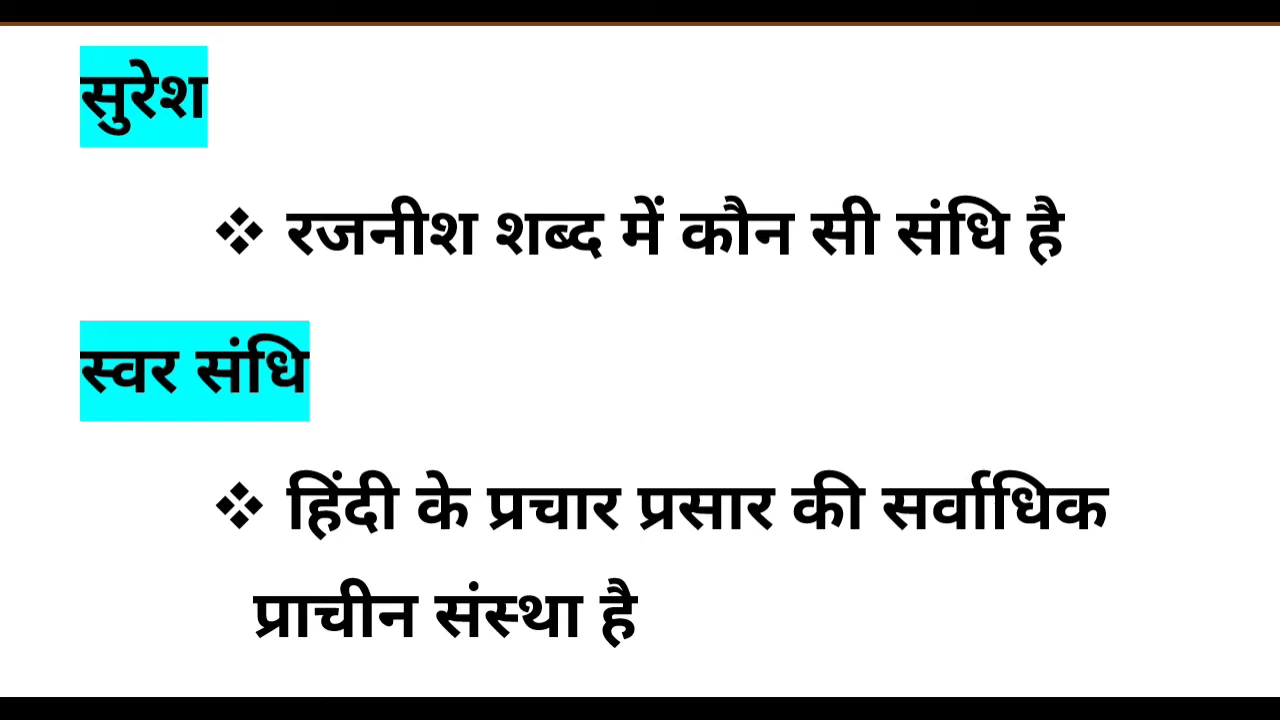 सुरेश
❖ रजनीश शब्द में कौन सी संधि है
स्वर संधि
❖ हिंदी के प्रचार प्रसार की सर्वाधिक
प्राचीन संस्था है